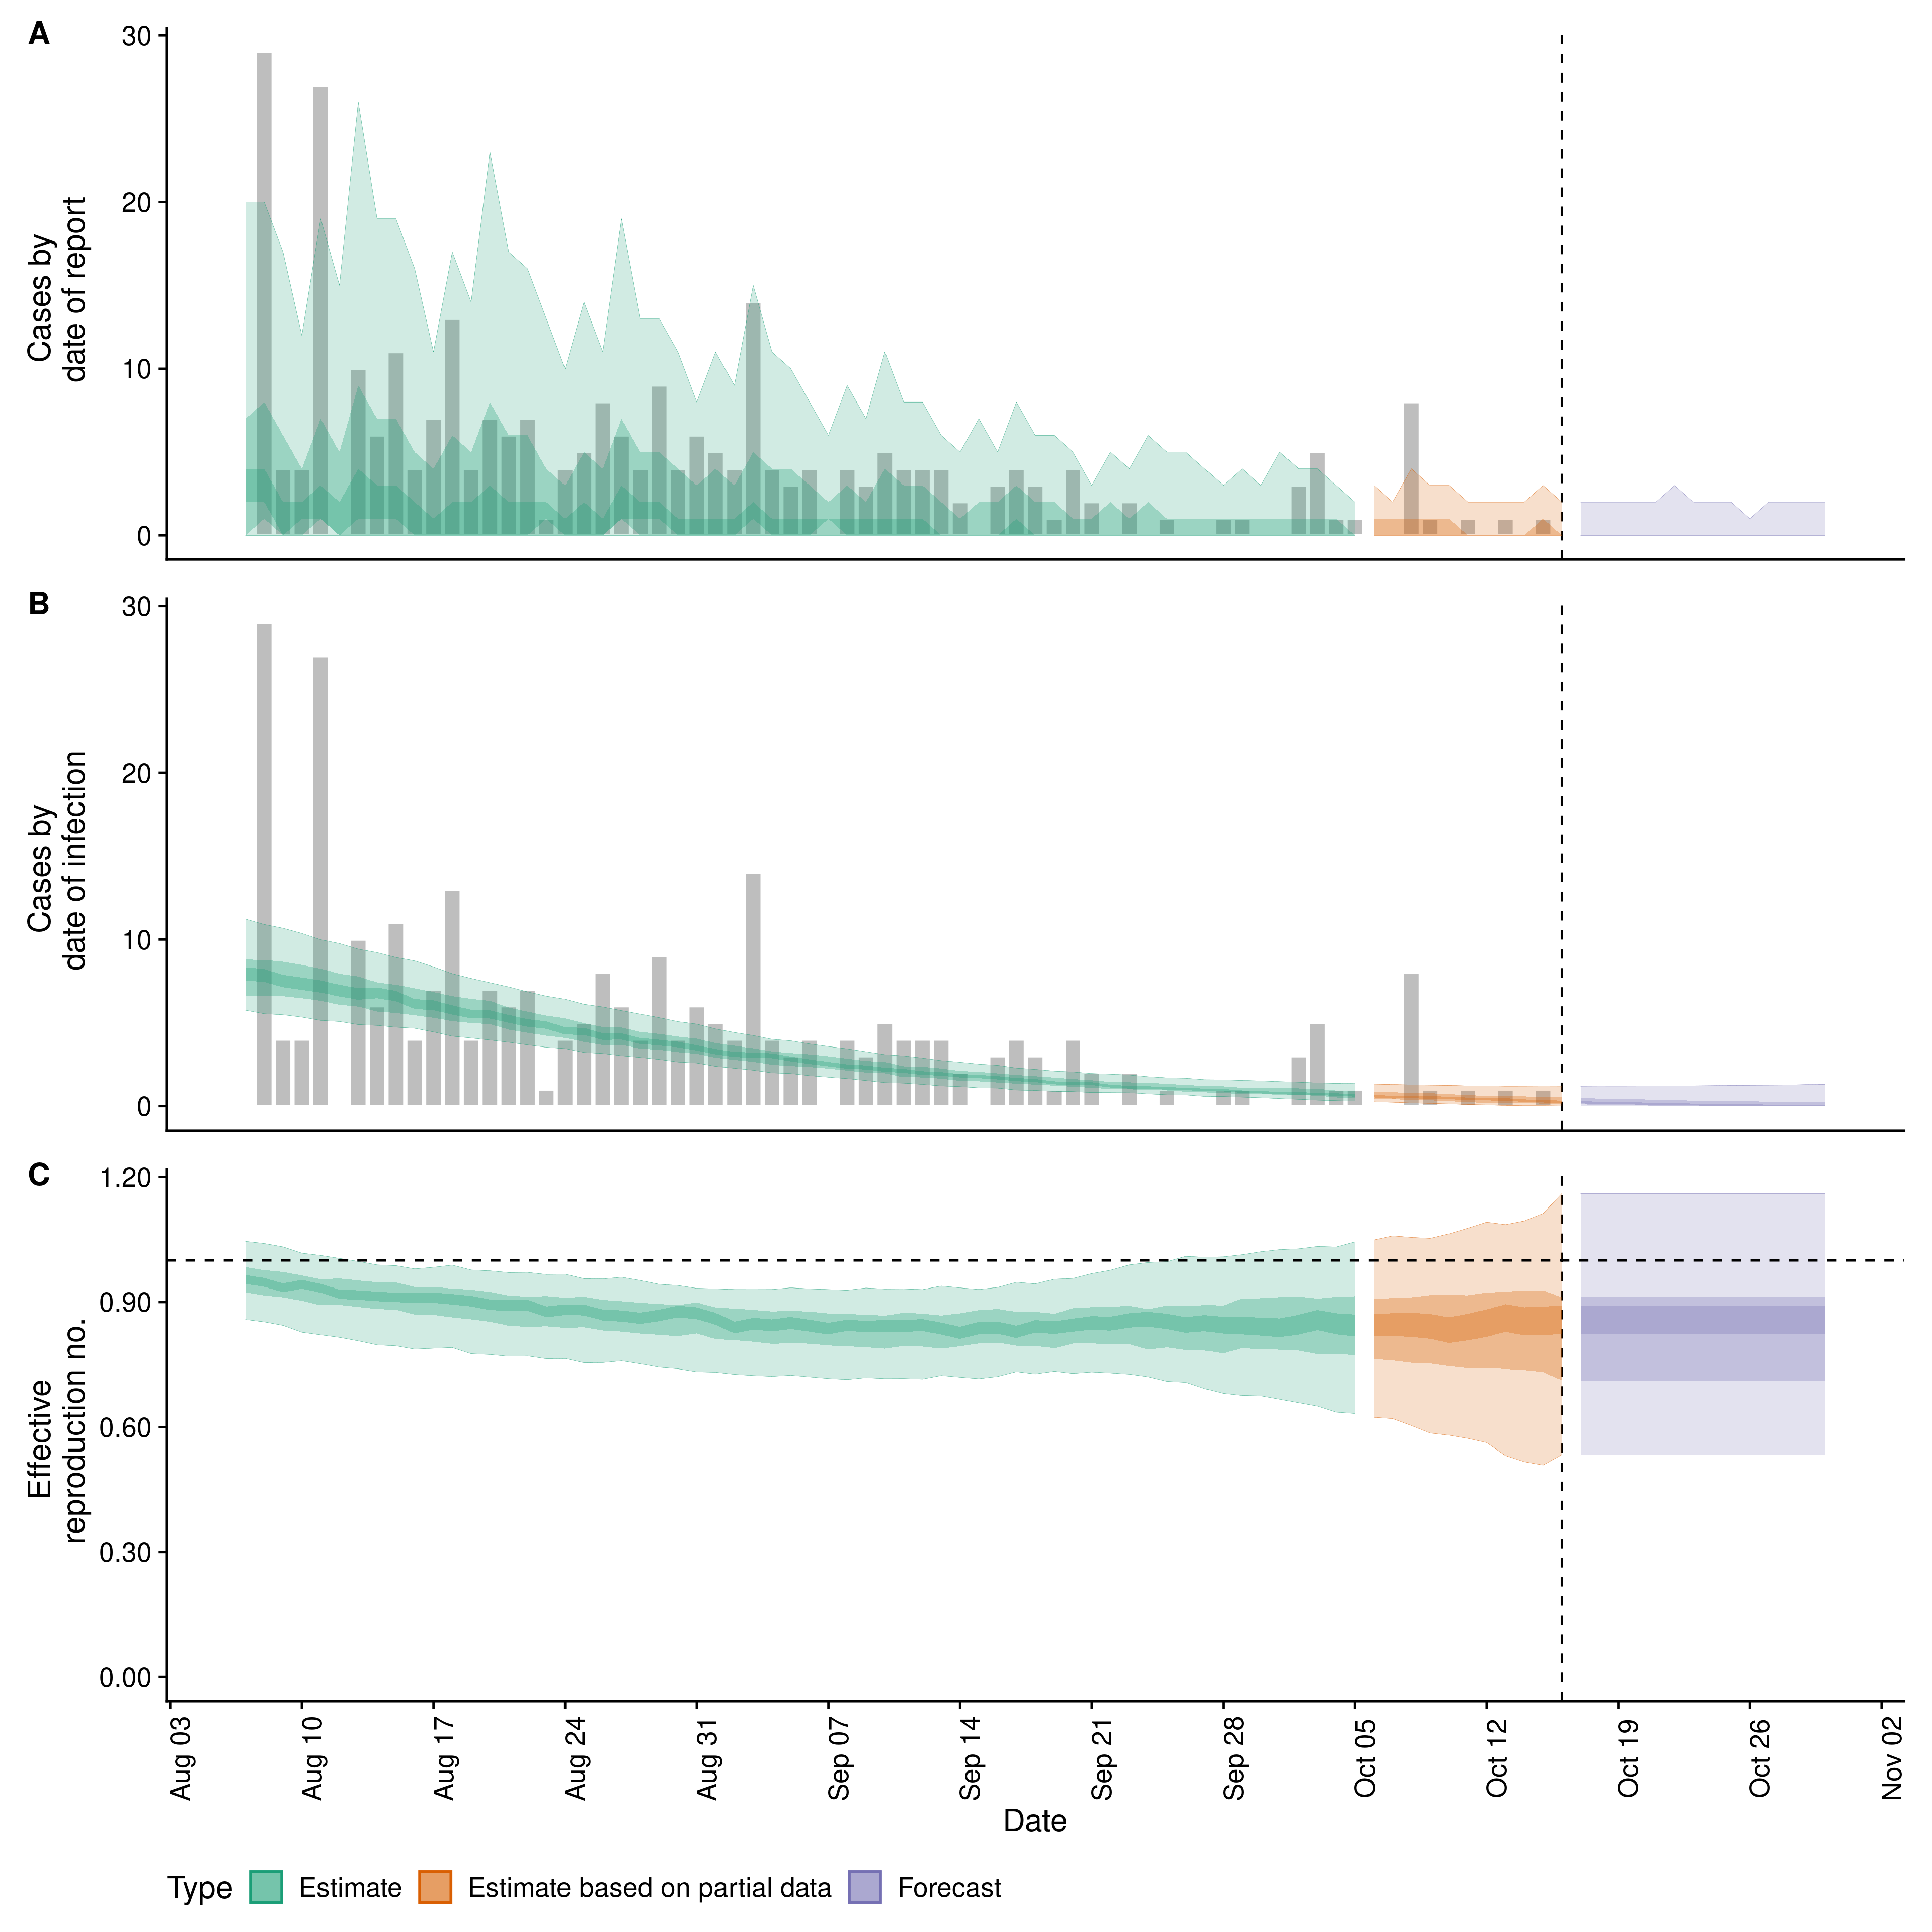 A
30
20
10
0
Cases by
date of report
B
30
20
10
0
Cases by
date of infection
C
1.20
0.90
0.60
0.30
0.00
Effective
reproduction no.
Aug 03
Aug 10
Aug 17
Aug 24
Aug 31
Sep 07
Sep 14
Sep 21
Sep 28
Oct 05
Oct 12
Oct 19
Oct 26
Nov 02
Date
Type Estimate Estimate based on partial data Forecast